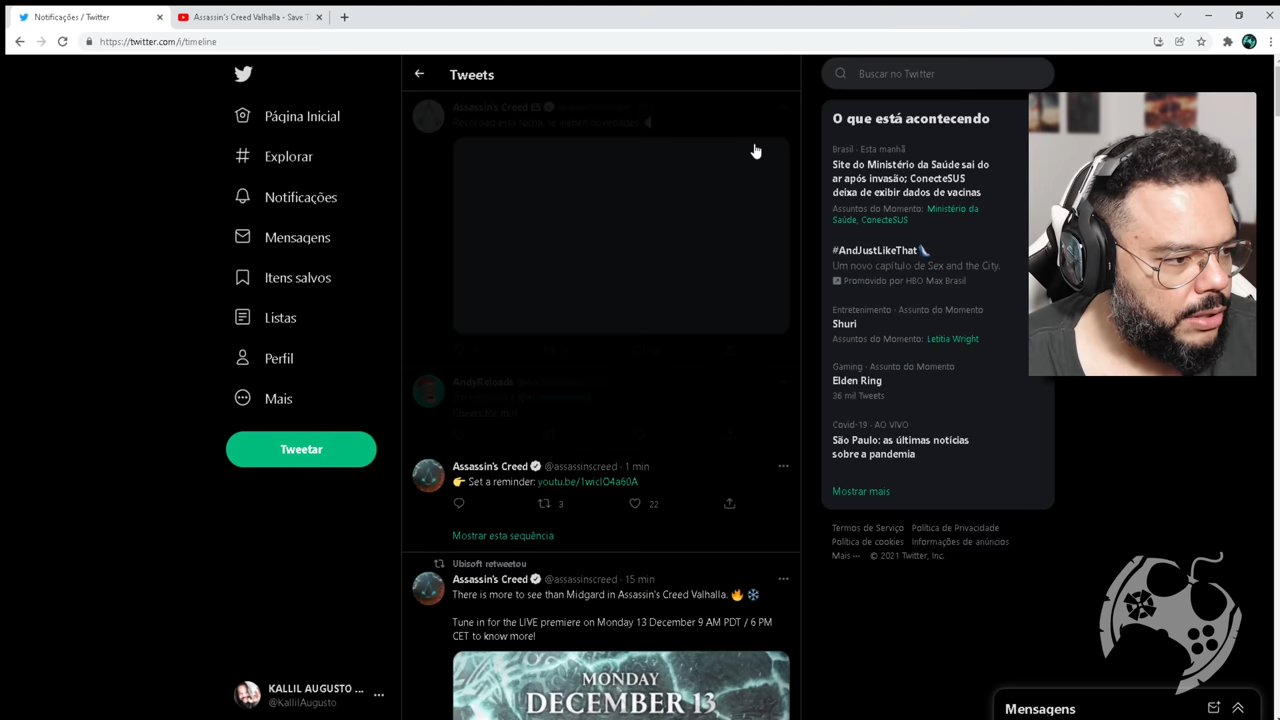 Notificações / Twitter
Assassin's Creed Valhalla - Save T
https://twitter.com/i/timeline
Tweets
Buscar no Twitter
Página Inicial
Explorar
Notificações
Mensagens
Itens salvos
Listas
Perfil
Mais
Tweetar
KALLIL AUGUSTO ...
@KallilAugusto
Assassin's Creed
AndyReloads
Assassin's Creed @assassinscreed · 1 min
👉 Set a reminder: youtu.be/1wiclO4a60A
3 22
Mostrar esta sequência
Ubisoft retweetou
Assassin's Creed @assassinscreed · 15 min
There is more to see than Midgard in Assassin's Creed Valhalla. 🔥 ❄️
Tune in for the LIVE premiere on Monday 13 December 9 AM PDT / 6 PM
CET to know more!
MONDAY
DECEMBER 13
O que está acontecendo
Brasil · Esta manhã
Site do Ministério da Saúde sai do
ar após invasão; ConecteSUS
deixa de exibir dados de vacinas
Assuntos do Momento: Ministério da
Saúde, ConecteSUS
#AndJustLikeThat
Um novo capítulo de Sex and the City.
Promovido por HBO Max Brasil
Entretenimento · Assunto do Momento
Shuri
Assuntos do Momento: Letitia Wright
Gaming · Assunto do Momento
Elden Ring
36 mil Tweets
Covid-19 · AO VIVO
São Paulo: as últimas notícias
sobre a pandemia
Mostrar mais
Termos de Serviço Política de Privacidade
Política de cookies Informações de anúncios
Mais ··· © 2021 Twitter, Inc.
Mensagens